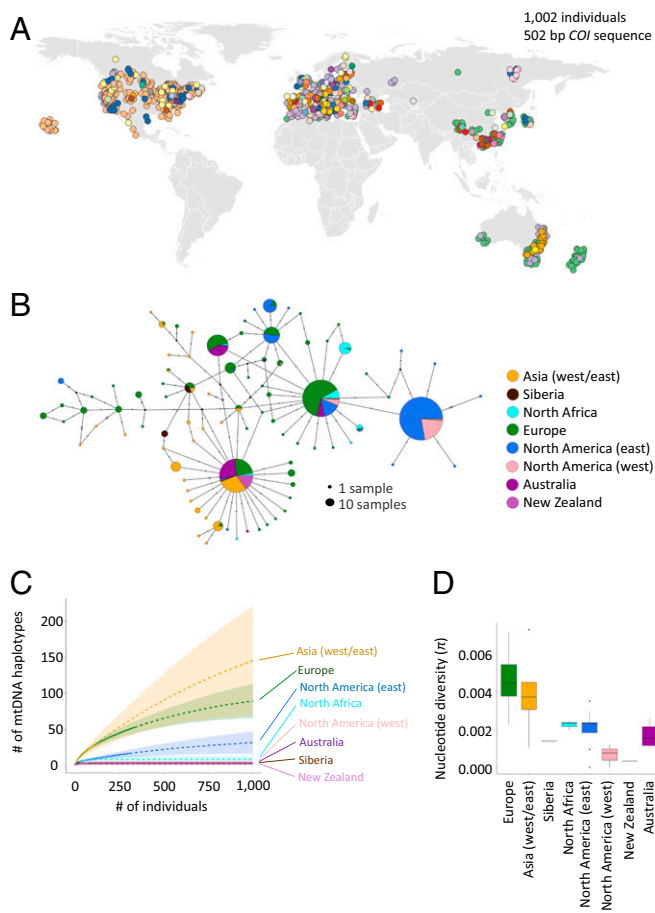 A
1,002 individuals
502 bp COI sequence
B
Asia (west/east)
Siberia
North Africa
Europe
North America (east)
North America (west)
Australia
New Zealand
1 sample
10 samples
C
# of mtDNA haplotypes
200
150
100
50
0
0
250
500
750
1,000
# of individuals
Asia (west/east)
Europe
North America (east)
North Africa
North America (west)
Australia
Siberia
New Zealand
D
Nucleotide diversity (π)
0.006
0.004
0.002
0.000
Europe
Asia (west/east)
Siberia
North Africa
North America (east)
North America (west)
New Zealand
Australia